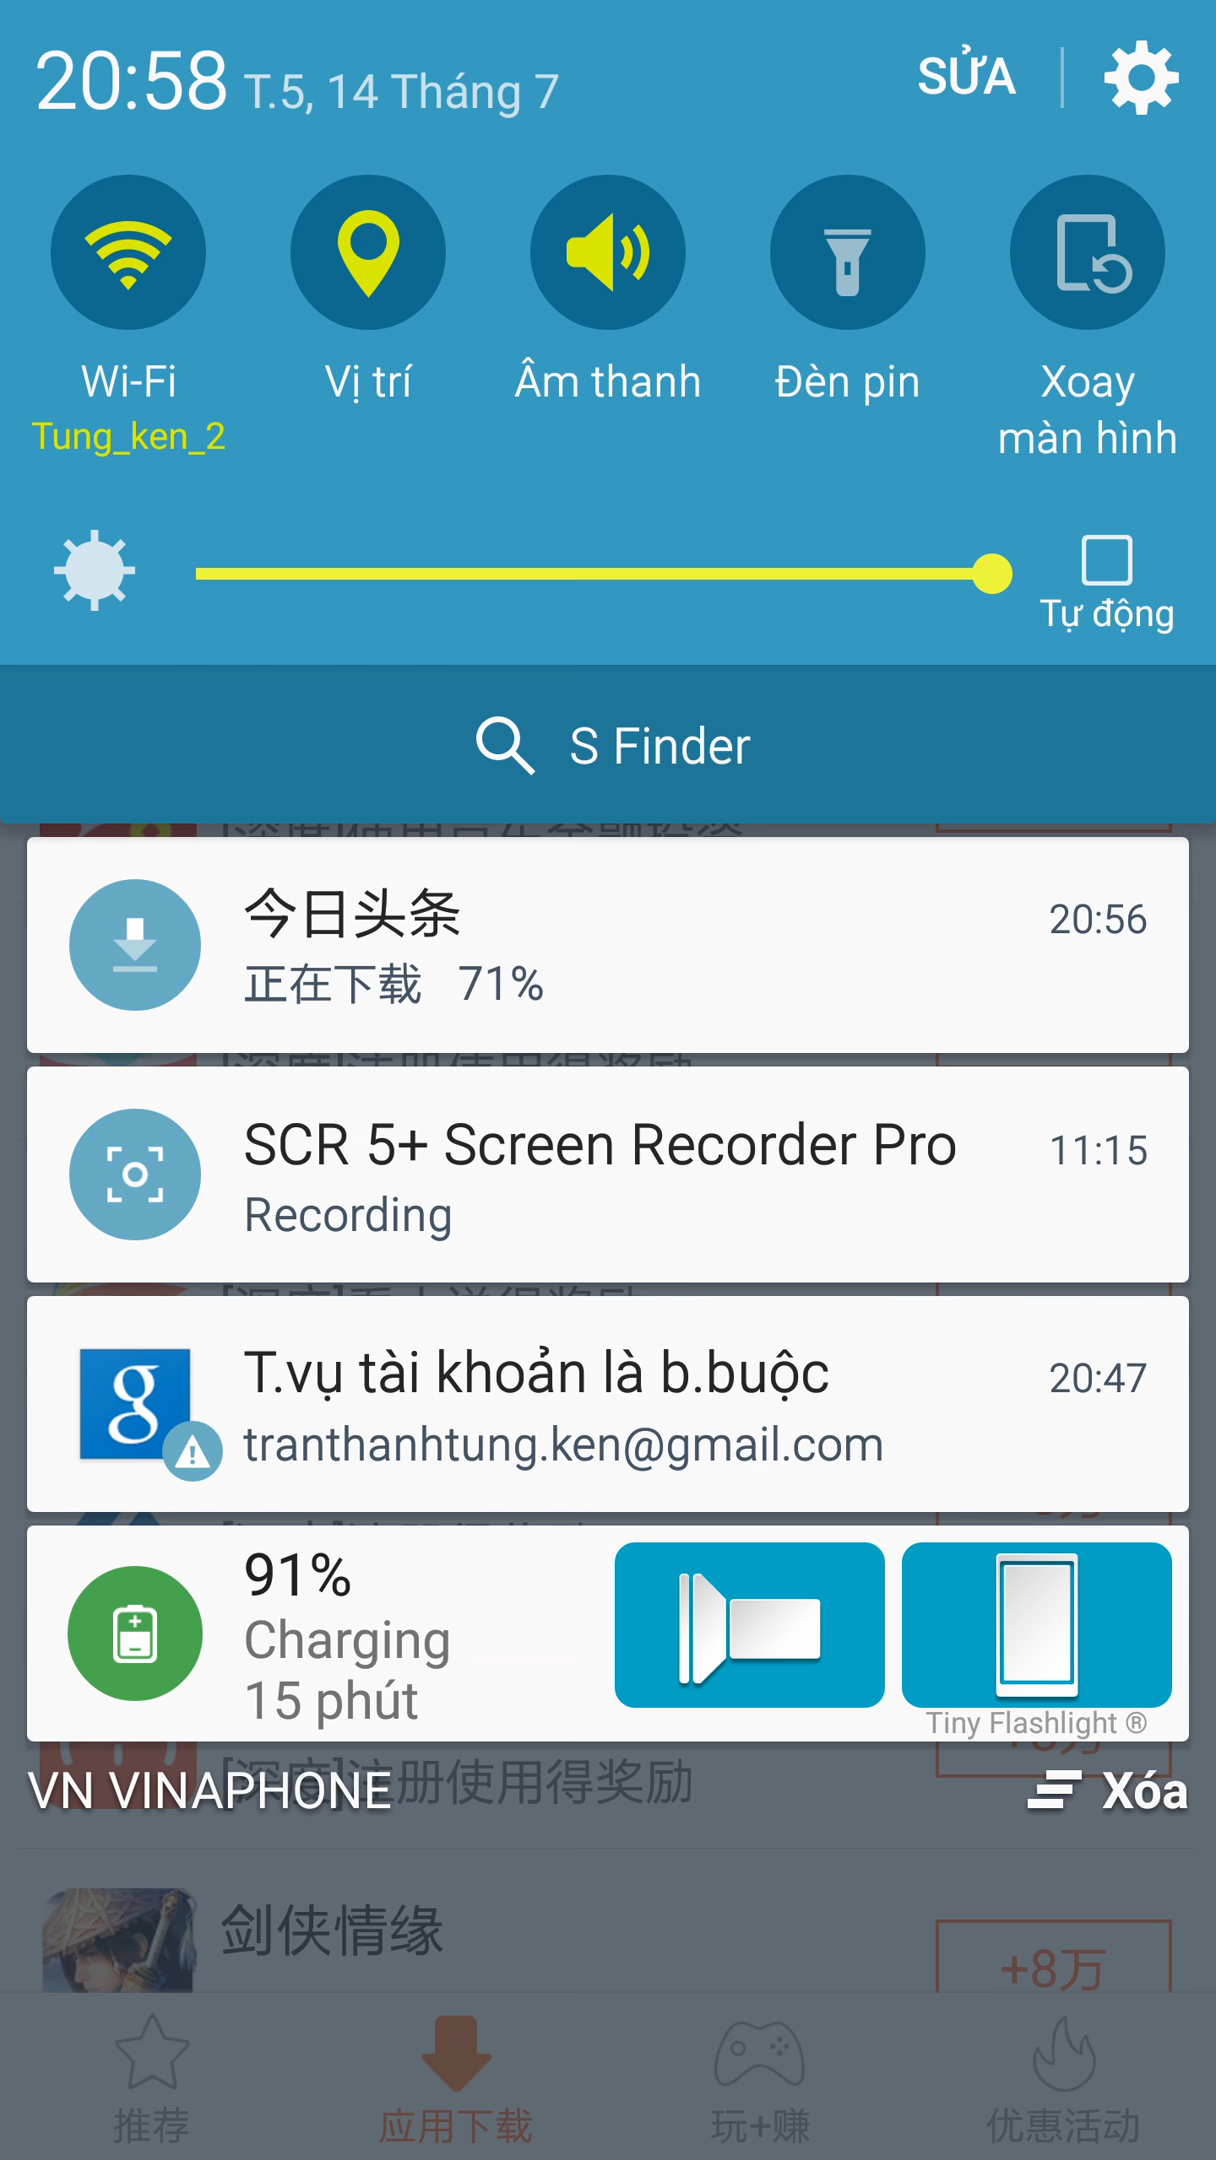 20:58 T.5, 14 Tháng 7
SỬA
Wi-Fi
Tung_ken_2
Vị trí
Âm thanh
Đèn pin
Xoay
màn hình
Tự động
S Finder
今日头条
20:56
正在下载 71%
SCR 5+ Screen Recorder Pro
11:15
Recording
T.vụ tài khoản là b.buộc
20:47
tranthanhtung.ken@gmail.com
91%
Charging
15 phút
Tiny Flashlight ®
[深度]注册使用得奖励
VN VINAPHONE
Xóa
剑侠情缘
+8万
推荐
应用下载
玩+赚
优惠活动